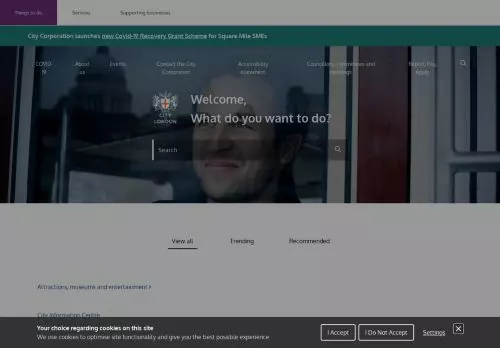 Things to do
Services
Supporting businesses
City Corporation launches new Covid-19 Recovery Grant Scheme for Square Mile SMEs
COVID-
19
About
us
Events
Contact the City
Corporation
Accessibility
statement
Councillors, committees and
meetings
Report, Pay,
Apply
CITY
LONDON
Welcome,
What do you want to do?
Search
View all
Trending
Recommended
Attractions, museums and entertainment >
City Information Centre
Your choice regarding cookies on this site
We use cookies to optimise site functionality and give you the best possible experience
I Accept
I Do Not Accept
Settings